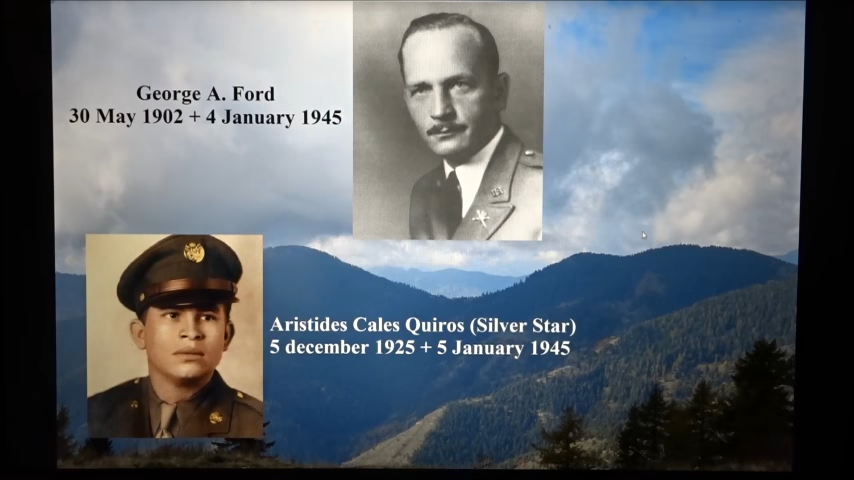 George A. Ford
30 May 1902 + 4 January 1945
Aristides Cales Quiros (Silver Star)
5 december 1925 + 5 January 1945